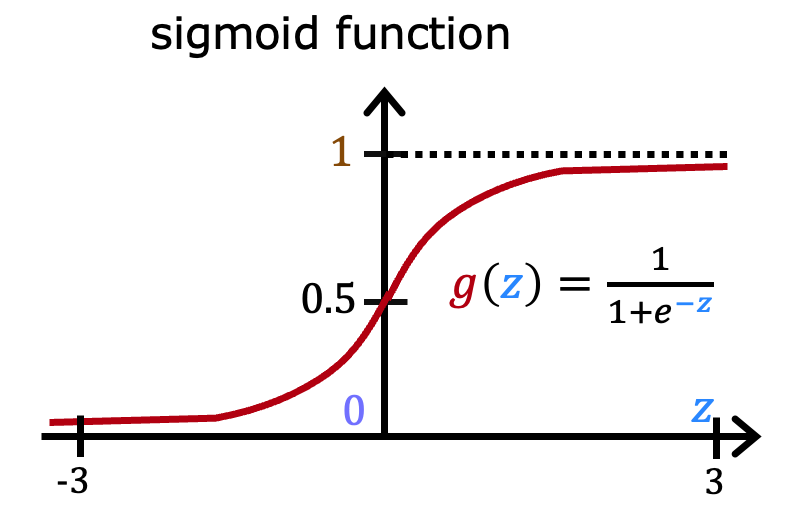 sigmoid function
1
0.5
g(z) = 1/(1+e^{-z})
0
z
-3
3